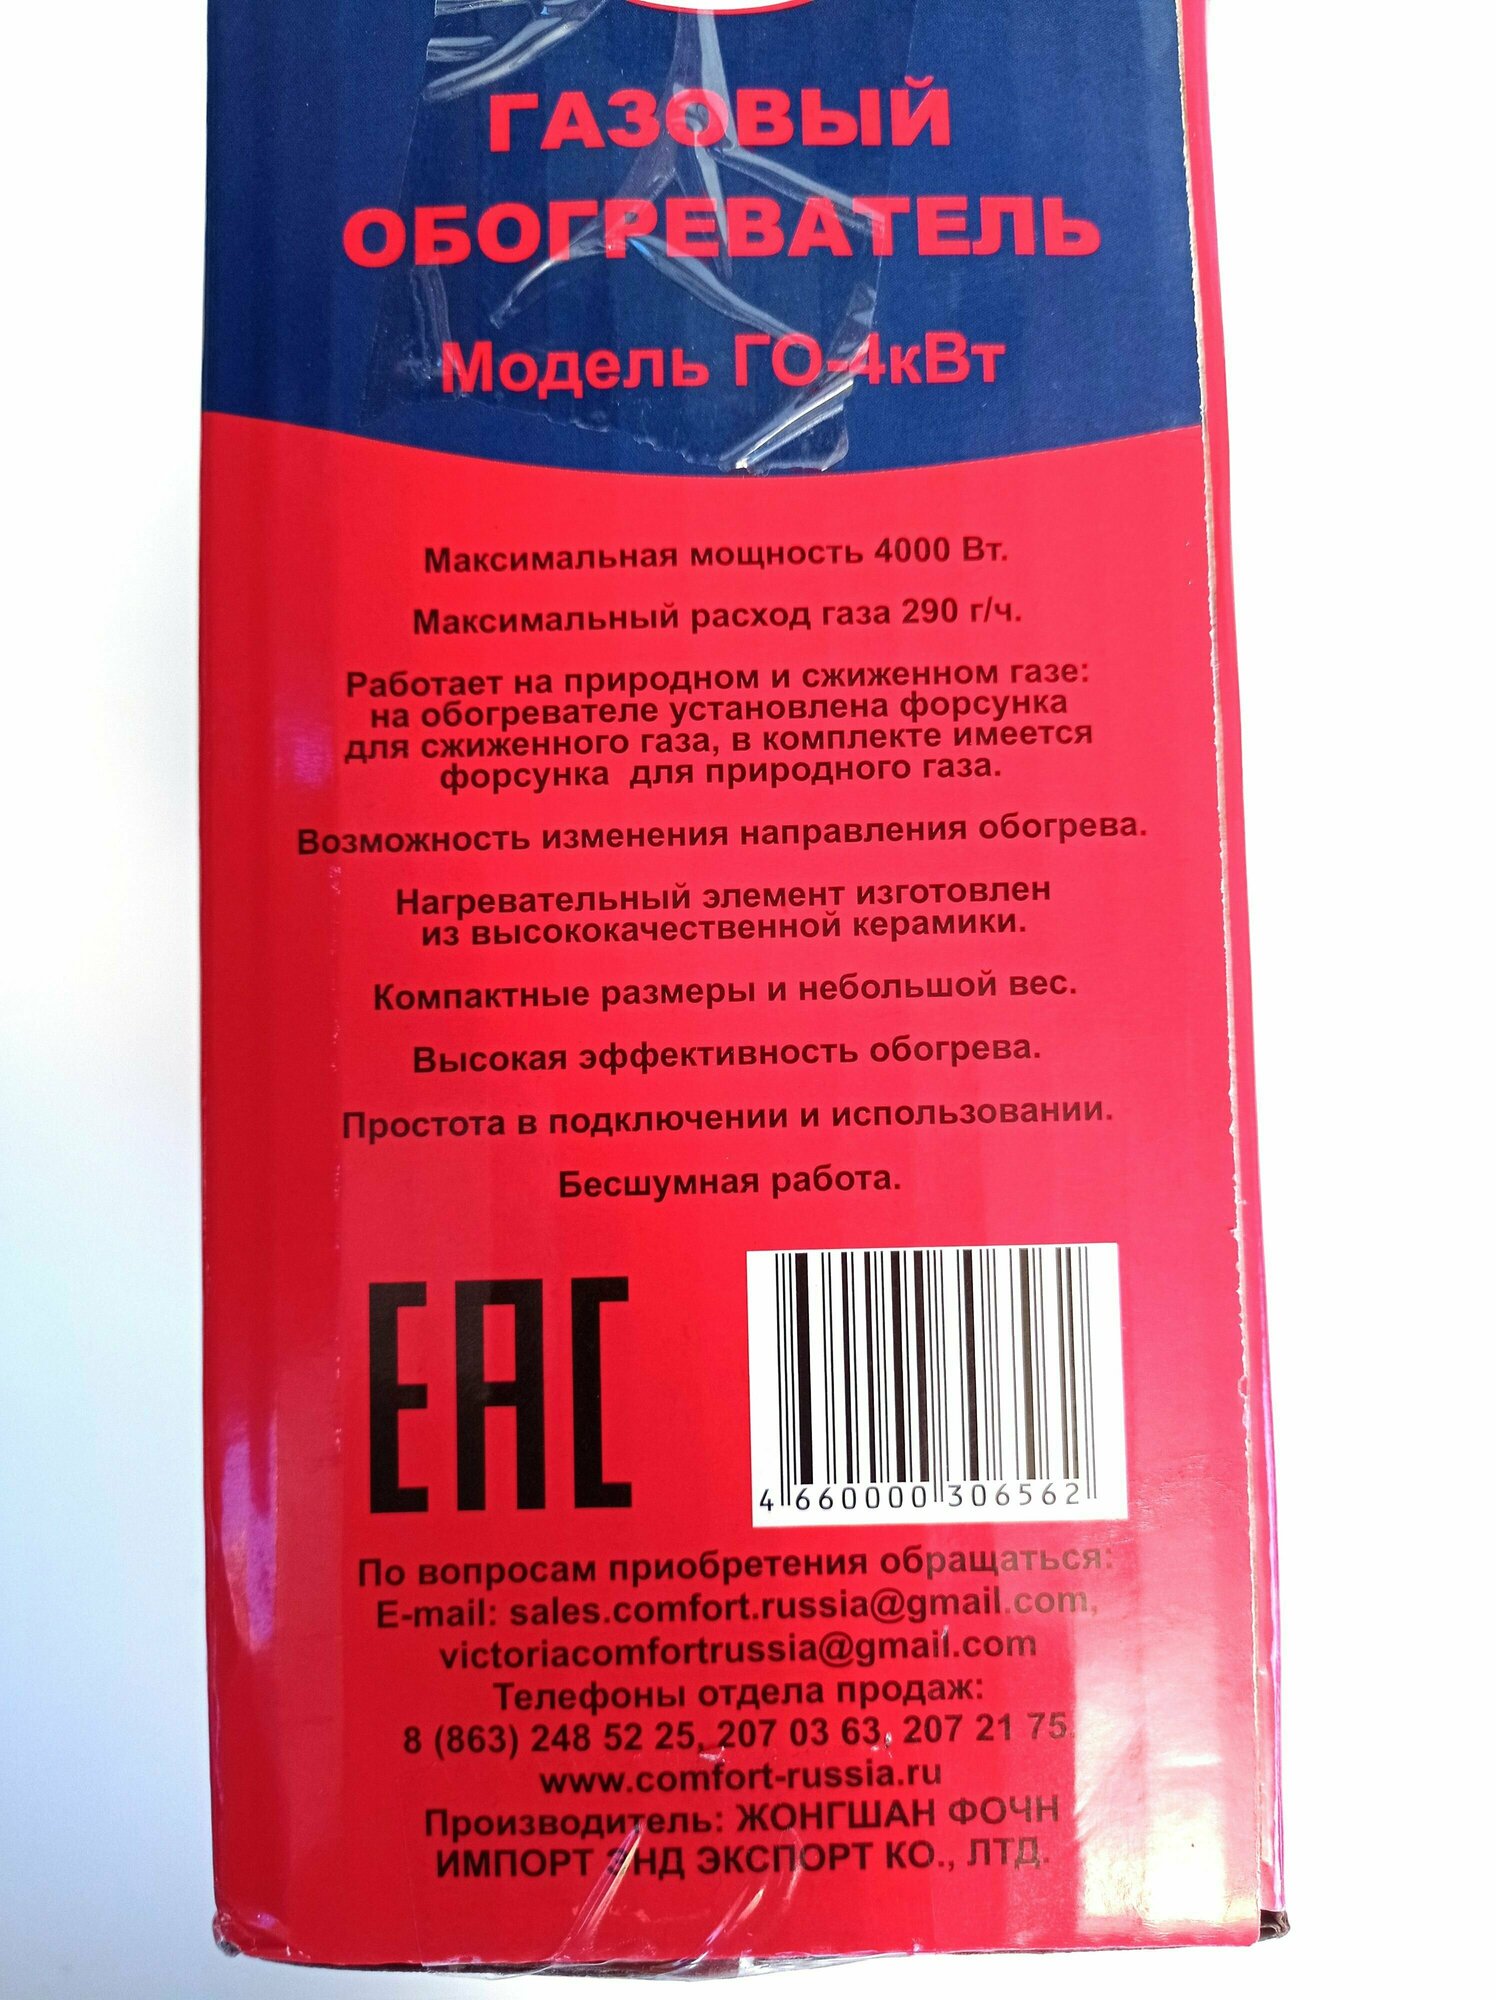 ГАЗОВЫЙ
ОБОГРЕВАТЕЛЬ
Модель ГО-4кВт
Максимальная мощность 4000 Вт.
Максимальный расход газа 290 г/ч.
Работает на природном и сжиженном газе:
на обогревателе установлена форсунка
для сжиженного газа, в комплекте имеется
форсунка для природного газа.
Возможность изменения направления обогрева.
Нагревательный элемент изготовлен
из высококачественной керамики.
Компактные размеры и небольшой вес.
Высокая эффективность обогрева.
Простота в подключении и использовании.
Бесшумная работа.
EAC
4 660000 306562
По вопросам приобретения обращаться:
E-mail: sales.comfort.russia@gmail.com,
victoriacomfortrussia@gmail.com
Телефоны отдела продаж:
8 (863) 248 52 25, 207 03 63, 207 21 75.
www.comfort-russia.ru
Производитель: ЖОНГШАН ФОЧН
ИМПОРТ ЭНД ЭКСПОРТ КО., ЛТД.